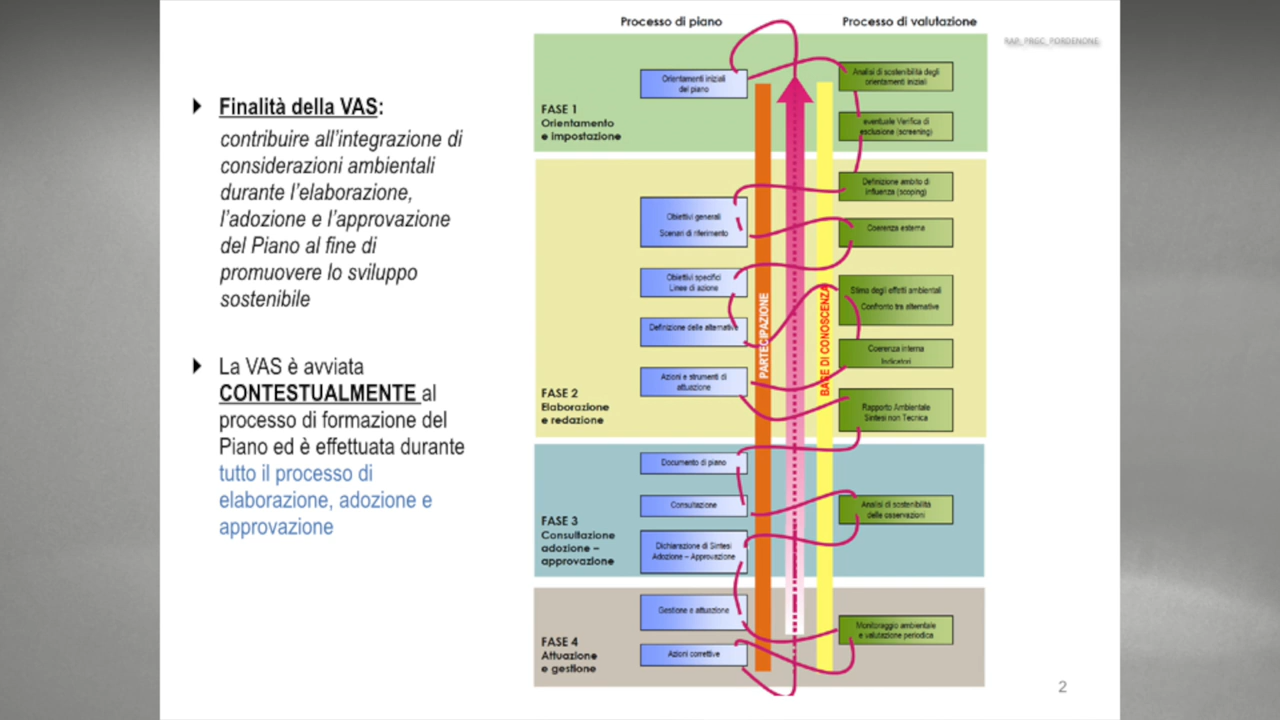 Finalità della VAS:
contribuire all'integrazione di
considerazioni ambientali
durante l'elaborazione,
l'adozione e l'approvazione
del Piano al fine di
promuovere lo sviluppo
sostenibile
La VAS è avviata
CONTESTUALMENTE al
processo di formazione del
Piano ed è effettuata durante
tutto il processo di
elaborazione, adozione e
approvazione
Processo di piano
Processo di valutazione
RAP_PRGC_PORDENONE
FASE 1
Orientamento
e impostazione
Orientamenti iniziali
del piano
Analisi di sostenibilità degli
orientamenti iniziali
eventuale Verifica di
esclusione (screening)
FASE 2
Elaborazione
e redazione
Obiettivi generali
Scenari di riferimento
Obiettivi specifici
Linee di azione
Definizione delle alternative
Azioni e strumenti di
attuazione
Definizione ambito di
influenza (scoping)
Coerenza esterna
Stima degli effetti ambientali
Confronto tra alternative
Coerenza interna
Indicatori
Rapporto Ambientale
Sintesi non Tecnica
PARTECIPAZIONE
BASE DI CONOSCENZA
FASE 3
Consultazione
adozione –
approvazione
Documento di piano
Consultazione
Dichiarazione di Sintesi
Adozione – Approvazione
Analisi di sostenibilità
delle osservazioni
FASE 4
Attuazione
e gestione
Gestione e attuazione
Azioni correttive
Monitoraggio ambientale
e valutazione periodica
2